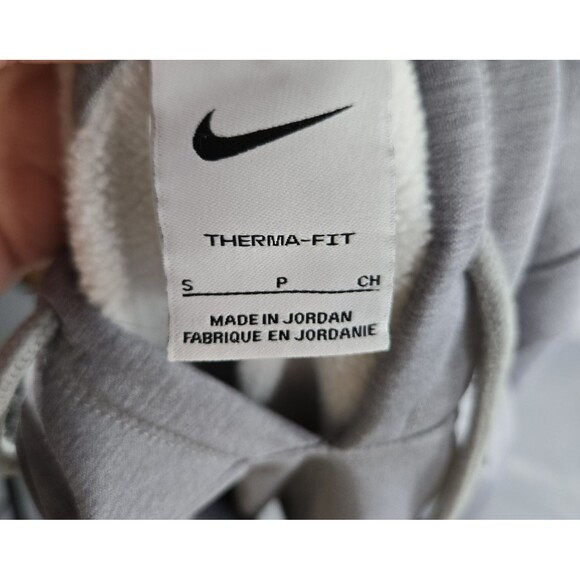 THERMA-FIT
S P CH
MADE IN JORDAN
FABRIQUE EN JORDANIE